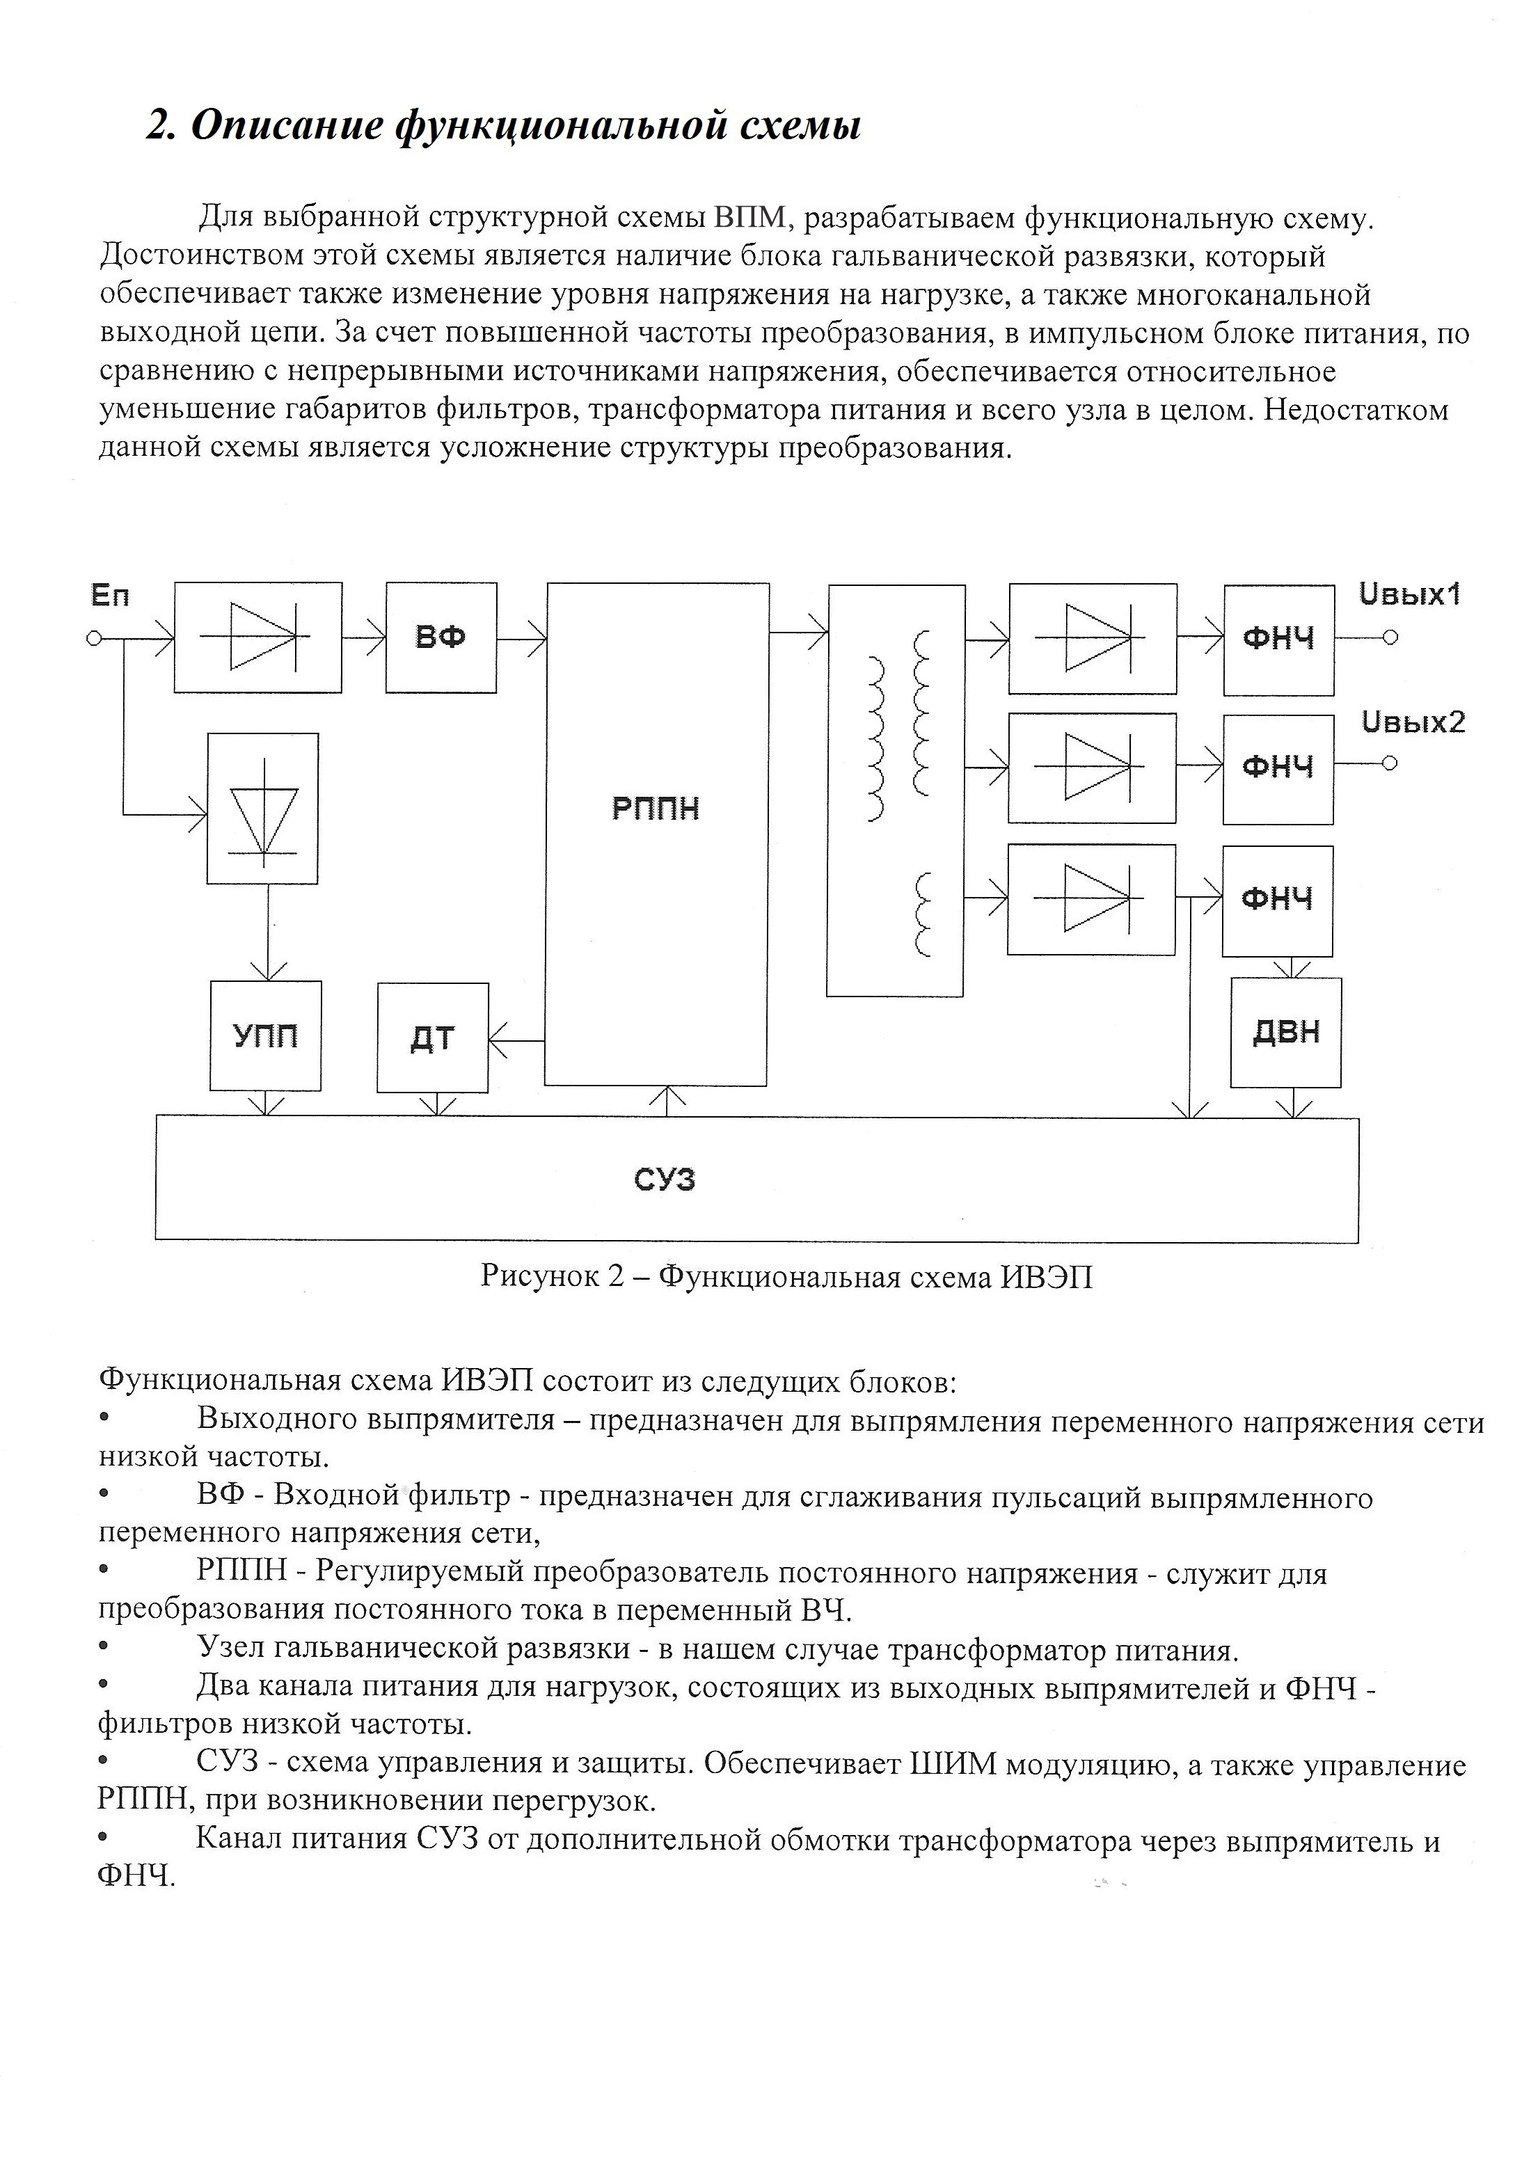 2. Описание функциональной схемы
Для выбранной структурной схемы ВПМ, разрабатываем функциональную схему.
Достоинством этой схемы является наличие блока гальванической развязки, который
обеспечивает также изменение уровня напряжения на нагрузке, а также многоканальной
выходной цепи. За счет повышенной частоты преобразования, в импульсном блоке питания, по
сравнению с непрерывными источниками напряжения, обеспечивается относительное
уменьшение габаритов фильтров, трансформатора питания и всего узла в целом. Недостатком
данной схемы является усложнение структуры преобразования.
Еп
ВФ
РППН
ФНЧ
Uвых1
ФНЧ
Uвых2
ФНЧ
УПП
ДТ
ДВН
СУЗ
Рисунок 2 – Функциональная схема ИВЭП
Функциональная схема ИВЭП состоит из следущих блоков:
• Выходного выпрямителя – предназначен для выпрямления переменного напряжения сети
низкой частоты.
• ВФ - Входной фильтр - предназначен для сглаживания пульсаций выпрямленного
переменного напряжения сети,
• РППН - Регулируемый преобразователь постоянного напряжения - служит для
преобразования постоянного тока в переменный ВЧ.
• Узел гальванической развязки - в нашем случае трансформатор питания.
• Два канала питания для нагрузок, состоящих из выходных выпрямителей и ФНЧ -
фильтров низкой частоты.
• СУЗ - схема управления и защиты. Обеспечивает ШИМ модуляцию, а также управление
РППН, при возникновении перегрузок.
• Канал питания СУЗ от дополнительной обмотки трансформатора через выпрямитель и
ФНЧ.